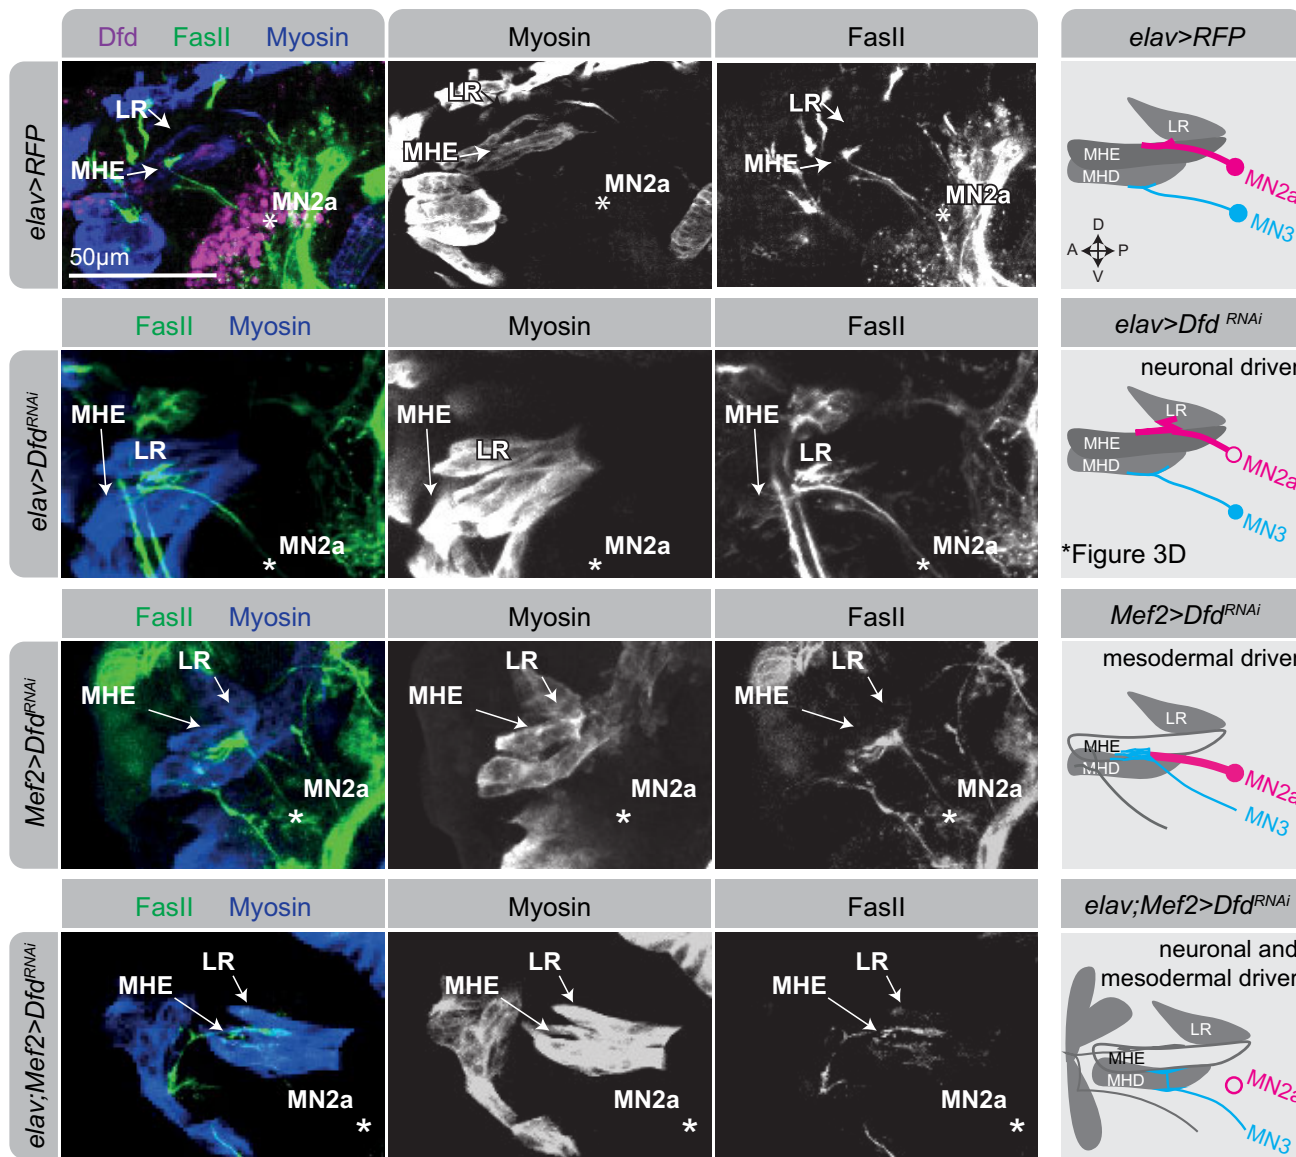 Dfd FasII Myosin
Myosin
FasII
elav>RFP
elav>RFP
LR
MHE
MN2a
*
50µm
LR
MHE
MN2a
*
LR
MHE
MN2a
*
LR
MHE
MHD
MN2a
MN3
D
A P
V
FasII Myosin
Myosin
FasII
elav>Dfd RNAi
elav>DfdRNAi
MHE
LR
MN2a
*
MHE
LR
MN2a
*
MHE
LR
MN2a
*
neuronal driver
LR
MHE
MHD
MN2a
MN3
*Figure 3D
FasII Myosin
Myosin
FasII
Mef2>DfdRNAi
Mef2>DfdRNAi
LR
MHE
MN2a
*
LR
MHE
MN2a
*
LR
MHE
MN2a
*
mesodermal driver
LR
MHE
MHD
MN2a
MN3
FasII Myosin
Myosin
FasII
elav;Mef2>DfdRNAi
elav;Mef2>DfdRNAi
LR
MHE
MN2a
*
LR
MHE
MN2a
*
LR
MHE
MN2a
*
neuronal and
mesodermal driver
LR
MHE
MHD
MN2a
MN3